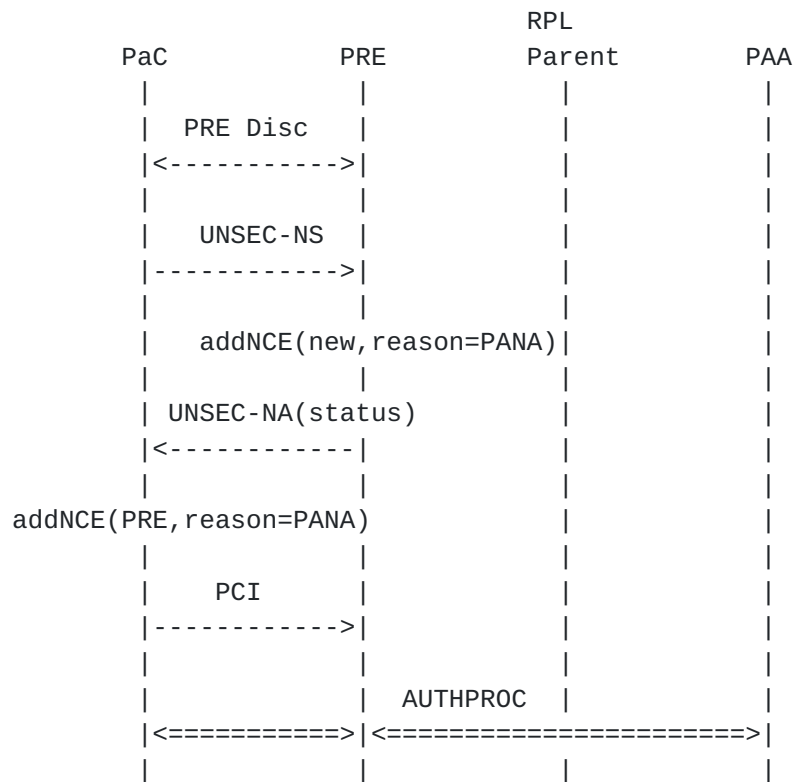 RPL
PaC PRE Parent PAA
PRE Disc
UNSEC-NS
addNCE(new,reason=PANA)
UNSEC-NA(status)
addNCE(PRE,reason=PANA)
PCI
AUTHPROC